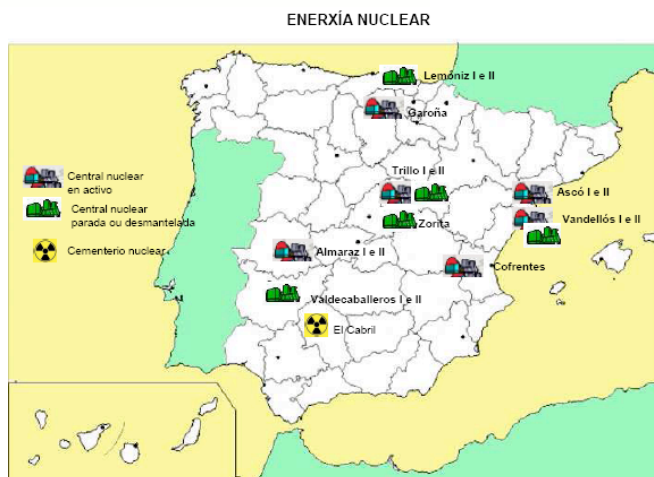 ENERXÍA NUCLEAR
Lemóniz I e II
Garoña
Trillo I e II
Central nuclear
en activo
Ascó I e II
Central nuclear
parada ou desmantelada
Zorita
Vandellós I e II
Cementerio nuclear
Almaraz I e II
Cofrentes
Valdecaballeros I e II
El Cabril